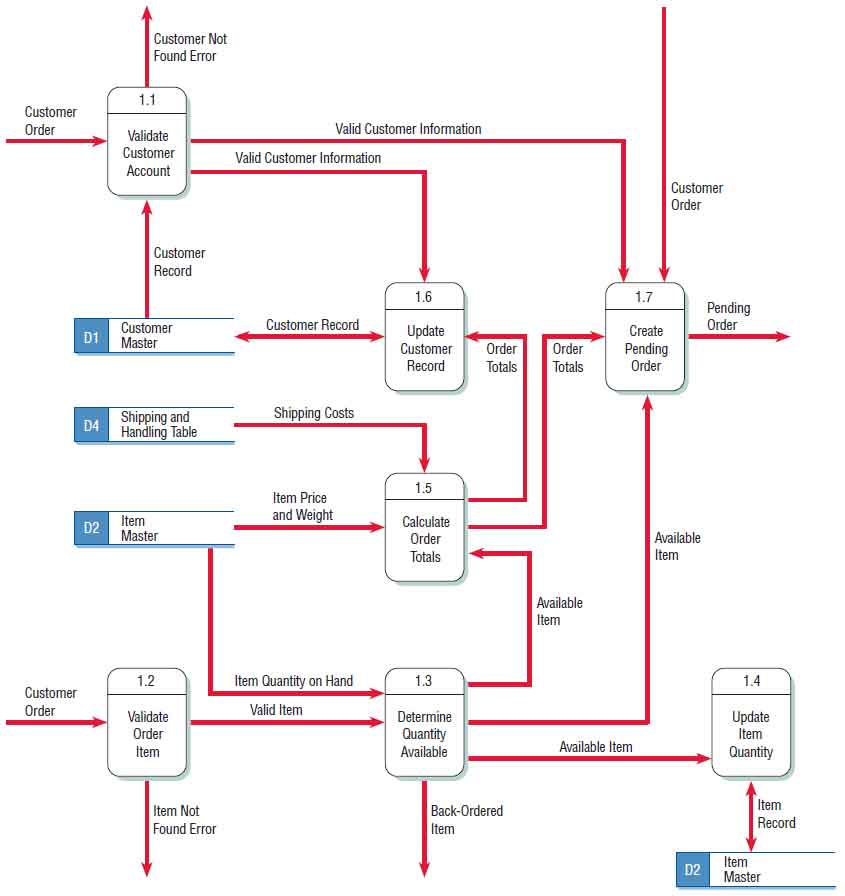 Customer Not
Found Error
1.1
Customer
Order
Validate
Customer
Account
Valid Customer Information
Valid Customer Information
Customer
Order
Customer
Record
1.6
1.7
D1
Customer
Master
Customer Record
Update
Customer
Record
Order
Totals
Order
Totals
Create
Pending
Order
Pending
Order
D4
Shipping and
Handling Table
Shipping Costs
1.5
D2
Item
Master
Item Price
and Weight
Calculate
Order
Totals
Available
Item
Available
Item
1.2
Item Quantity on Hand
1.3
1.4
Customer
Order
Validate
Order
Item
Valid Item
Determine
Quantity
Available
Available Item
Update
Item
Quantity
Item Not
Found Error
Back-Ordered
Item
Item
Record
D2
Item
Master